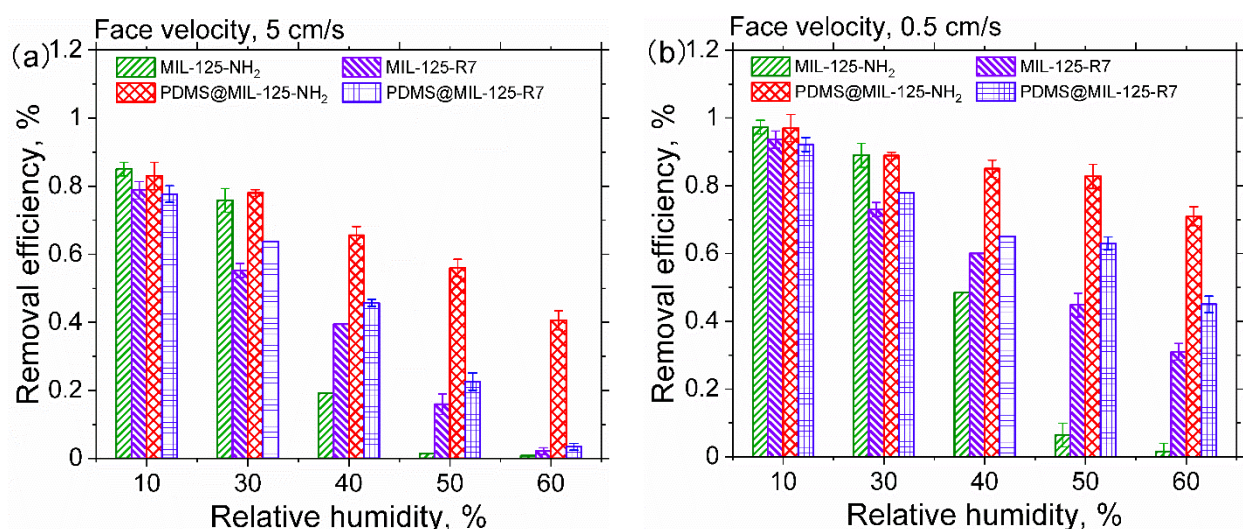 Face velocity, 5 cm/s
(a)
MIL-125-NH₂
MIL-125-R7
PDMS@MIL-125-NH₂
PDMS@MIL-125-R7
Removal efficiency, %
1.2
1
0.8
0.6
0.4
0.2
0
10 30 40 50 60
Relative humidity, %
Face velocity, 0.5 cm/s
(b)
MIL-125-NH₂
MIL-125-R7
PDMS@MIL-125-NH₂
PDMS@MIL-125-R7
Removal efficiency, %
1.2
1
0.8
0.6
0.4
0.2
0
10 30 40 50 60
Relative humidity, %